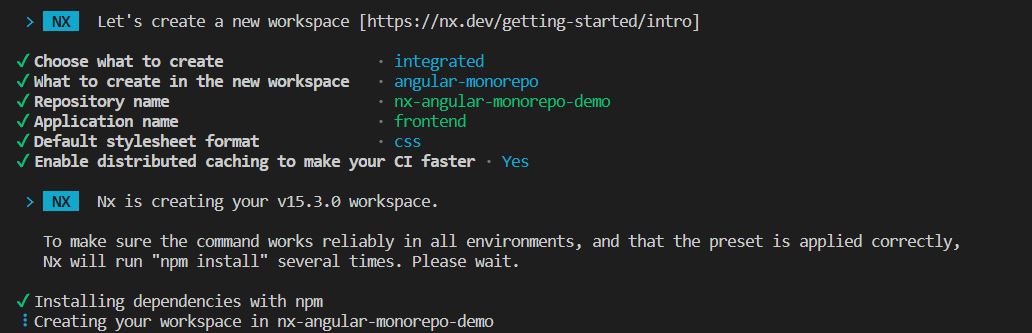 > NX Let's create a new workspace [https://nx.dev/getting-started/intro]
✓ Choose what to create · integrated
✓ What to create in the new workspace · angular-monorepo
✓ Repository name · nx-angular-monorepo-demo
✓ Application name · frontend
✓ Default stylesheet format · css
✓ Enable distributed caching to make your CI faster · Yes
> NX Nx is creating your v15.3.0 workspace.
To make sure the command works reliably in all environments, and that the preset is applied correctly,
Nx will run "npm install" several times. Please wait.
✓ Installing dependencies with npm
⋮ Creating your workspace in nx-angular-monorepo-demo